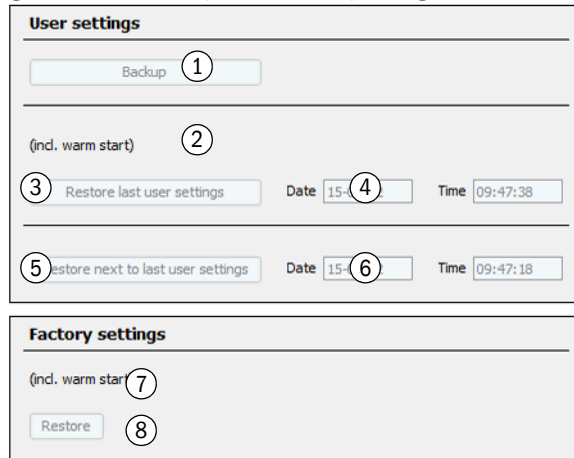 User settings
Backup 1
(incl. warm start) 2
3 Restore last user settings Date 4 Time 09:47:38
5 next to last user settings Date 6 Time 09:47:18
Factory settings
(incl. warm 7
Restore 8